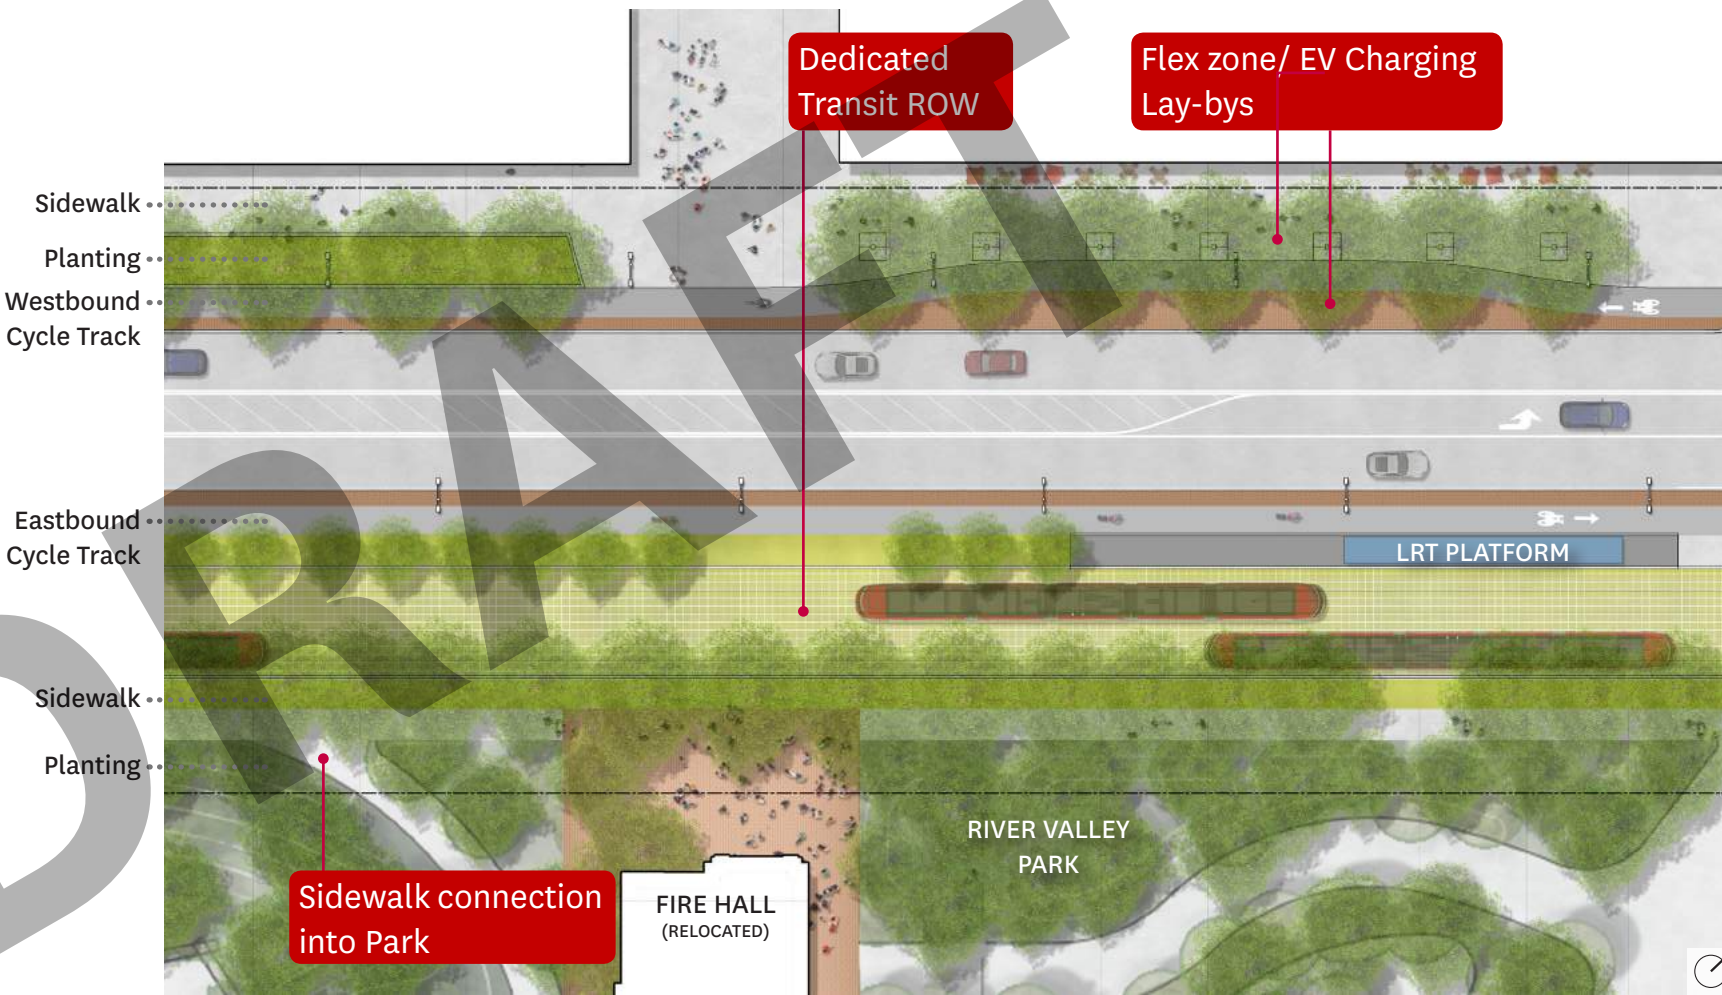 Dedicated
Transit ROW
Flex zone/ EV Charging
Lay-bys
Sidewalk
Planting
Westbound
Cycle Track
Eastbound
Cycle Track
LRT PLATFORM
Sidewalk
Planting
RIVER VALLEY
PARK
Sidewalk connection
into Park
FIRE HALL
(RELOCATED)
DRAFT